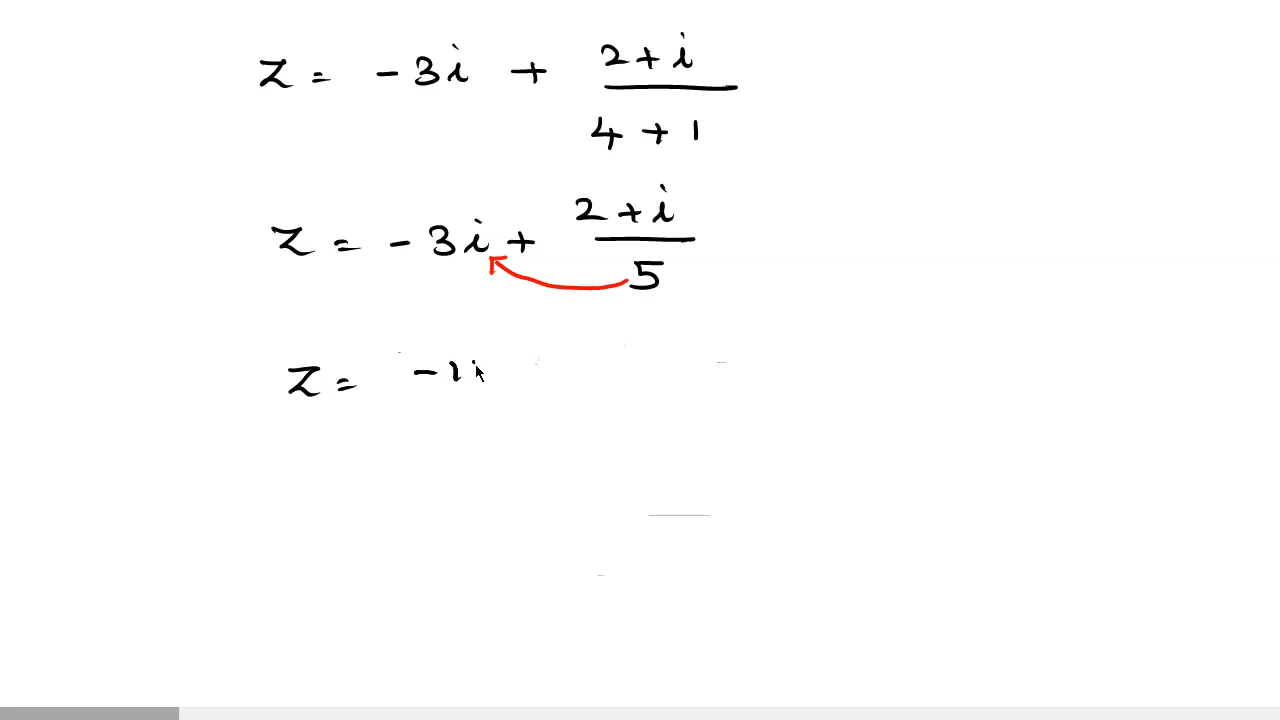 z = -3i + (2+i)/(4+1)
z = -3i + (2+i)/5
z = -1